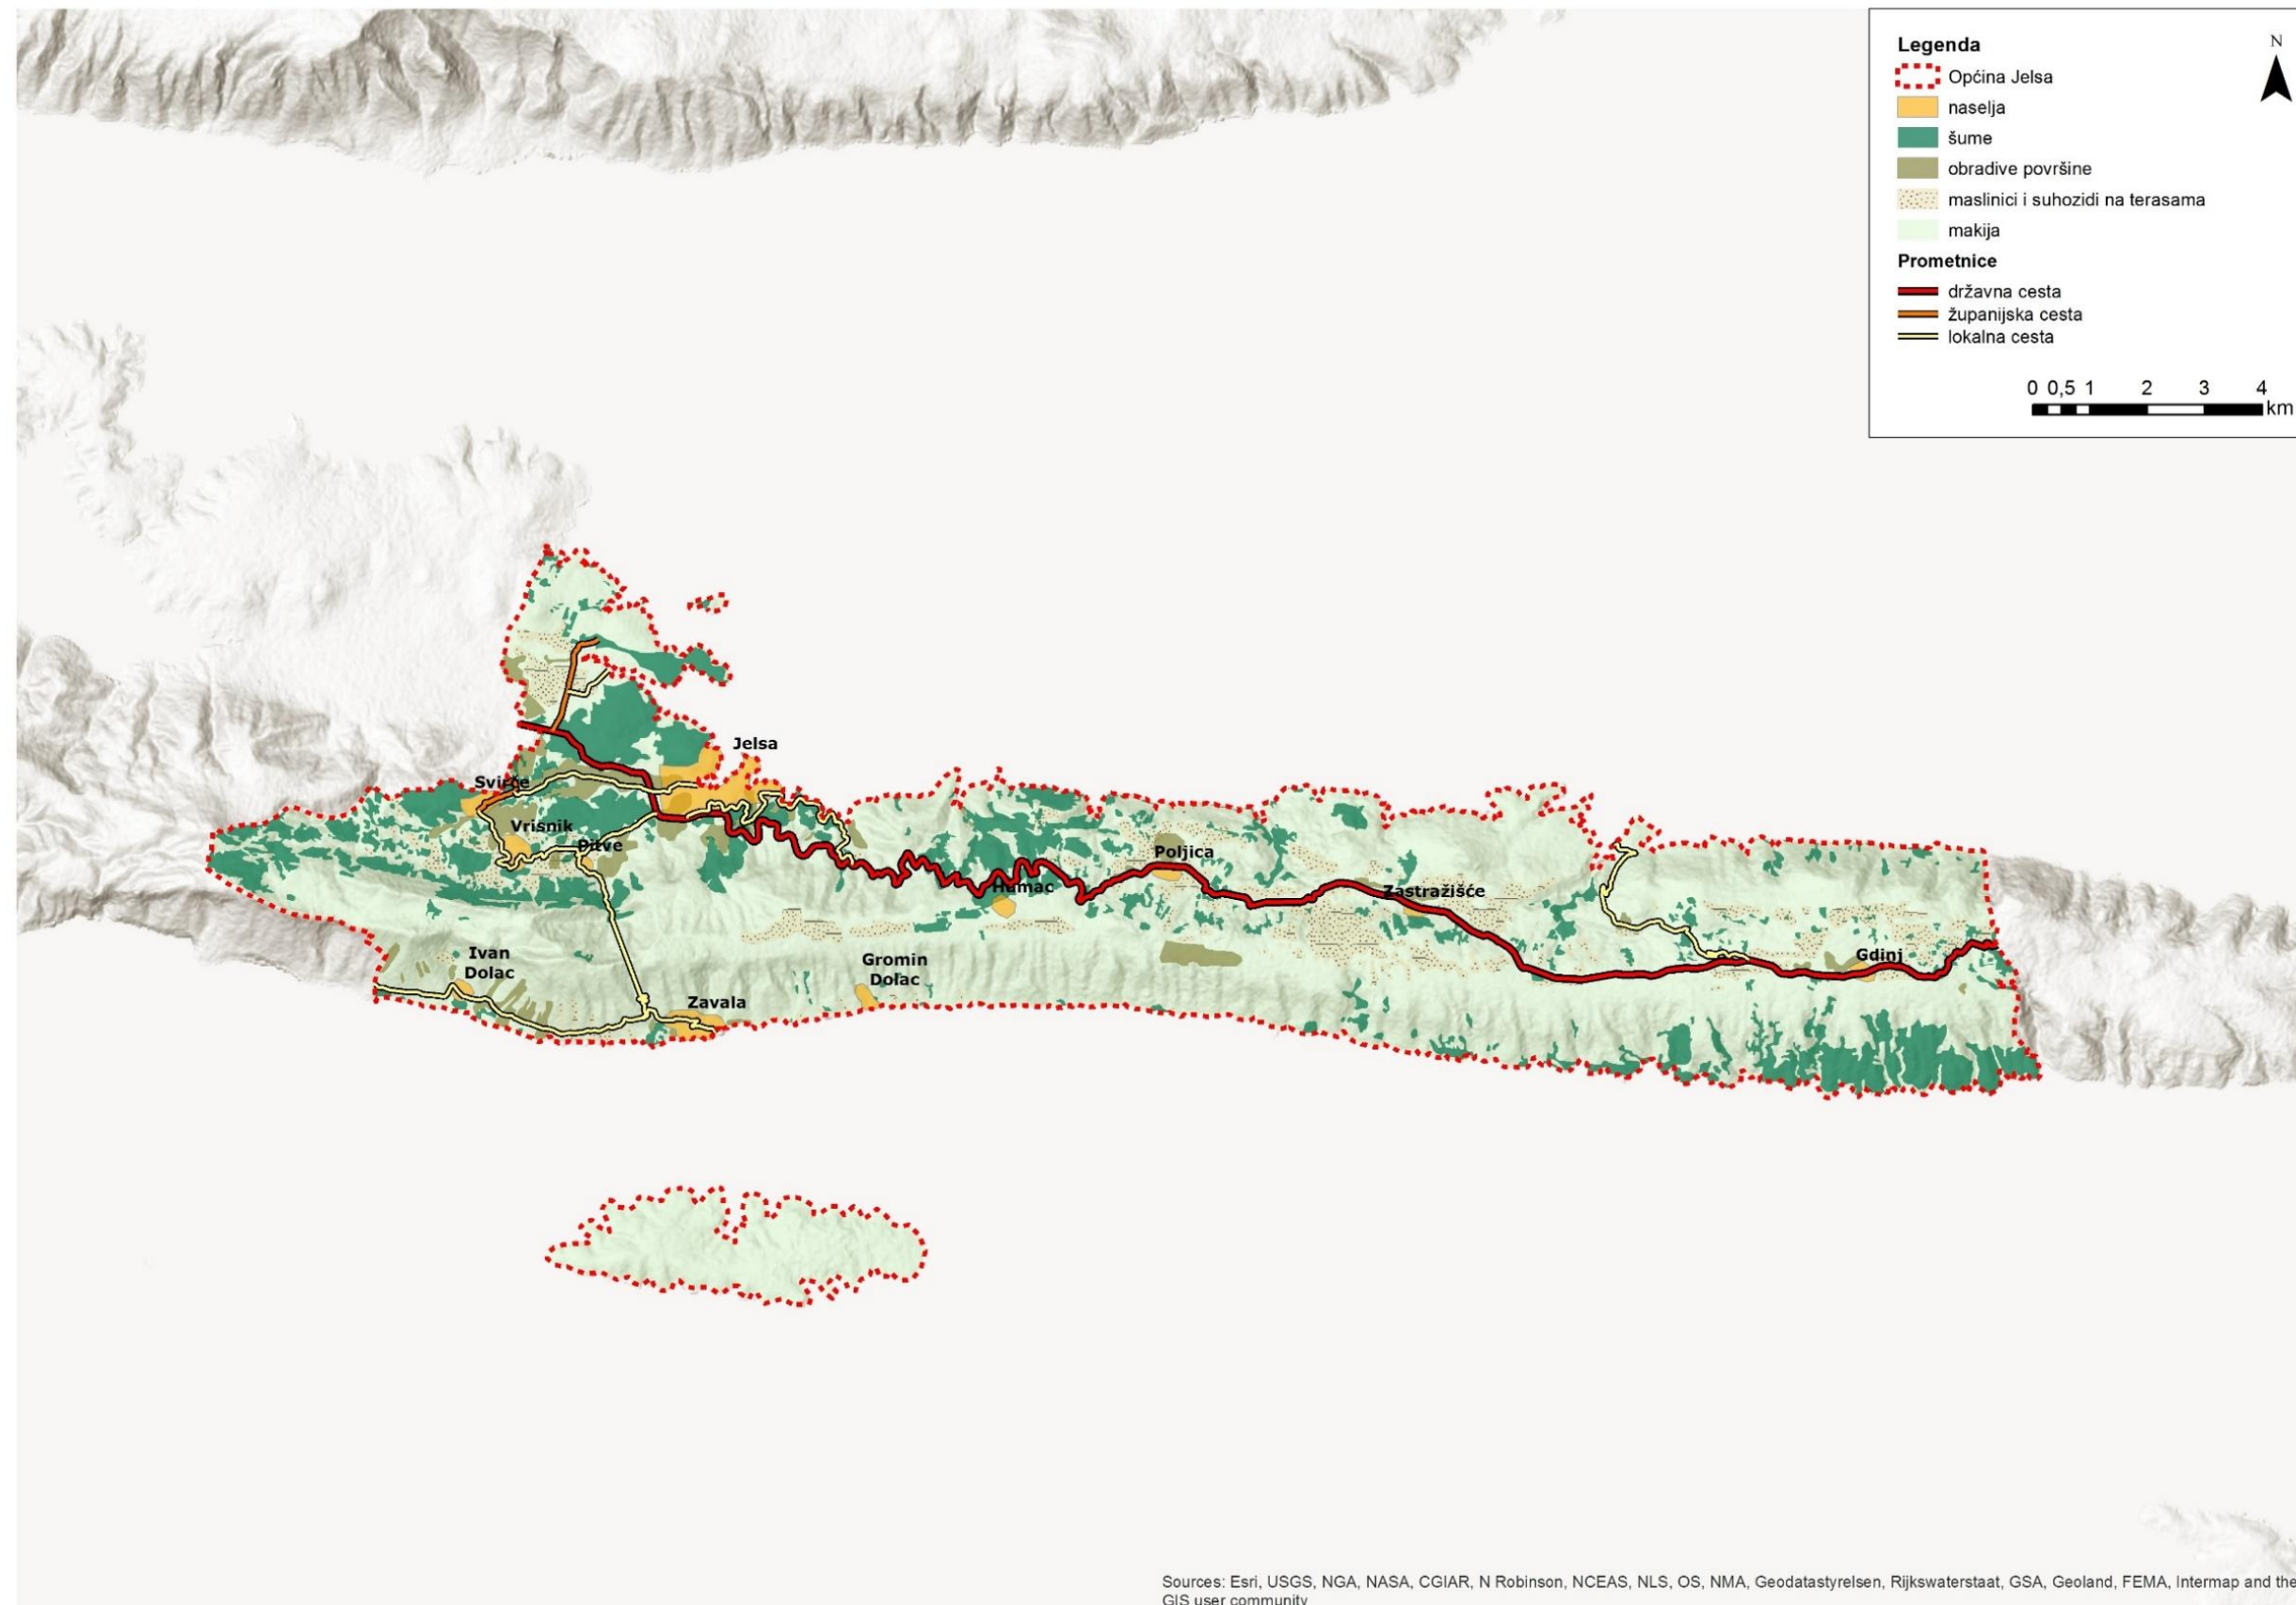 Legenda
N
Općina Jelsa
naselja
šume
obradive površine
maslinici i suhozidi na terasama
makija
Prometnice
državna cesta
županijska cesta
lokalna cesta
0 0,5 1 2 3 4
km
Jelsa
Svirče
Vrisnik
Pitve
Humac
Poljica
Zastražišće
Gdinj
Ivan
Dolac
Gromin
Dolac
Zavala
Sources: Esri, USGS, NGA, NASA, CGIAR, N Robinson, NCEAS, NLS, OS, NMA, Geodatastyrelsen, Rijkswaterstaat, GSA, Geoland, FEMA, Intermap and the
GIS user community